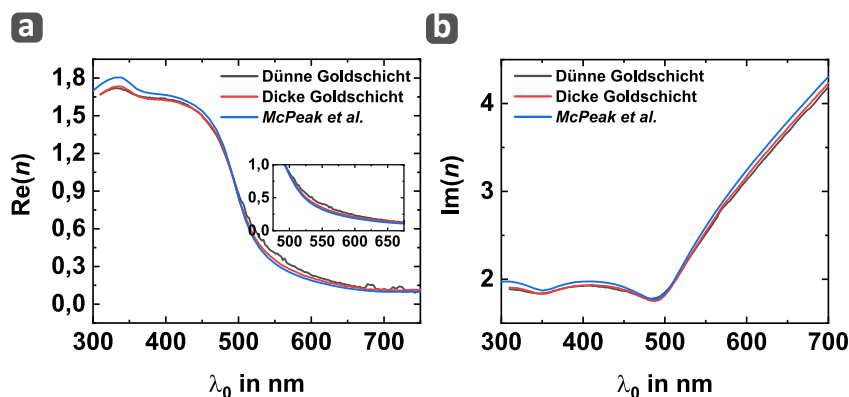 a
b
Re(n)
1,8
1,5
1,2
0,9
0,6
0,3
0,0
Dünne Goldschicht
Dicke Goldschicht
McPeak et al.
1,0
0,5
0,0
500 550 600 650
300 400 500 600 700
λ0 in nm
Im(n)
4
3
2
1
Dünne Goldschicht
Dicke Goldschicht
McPeak et al.
300 400 500 600 700
λ0 in nm